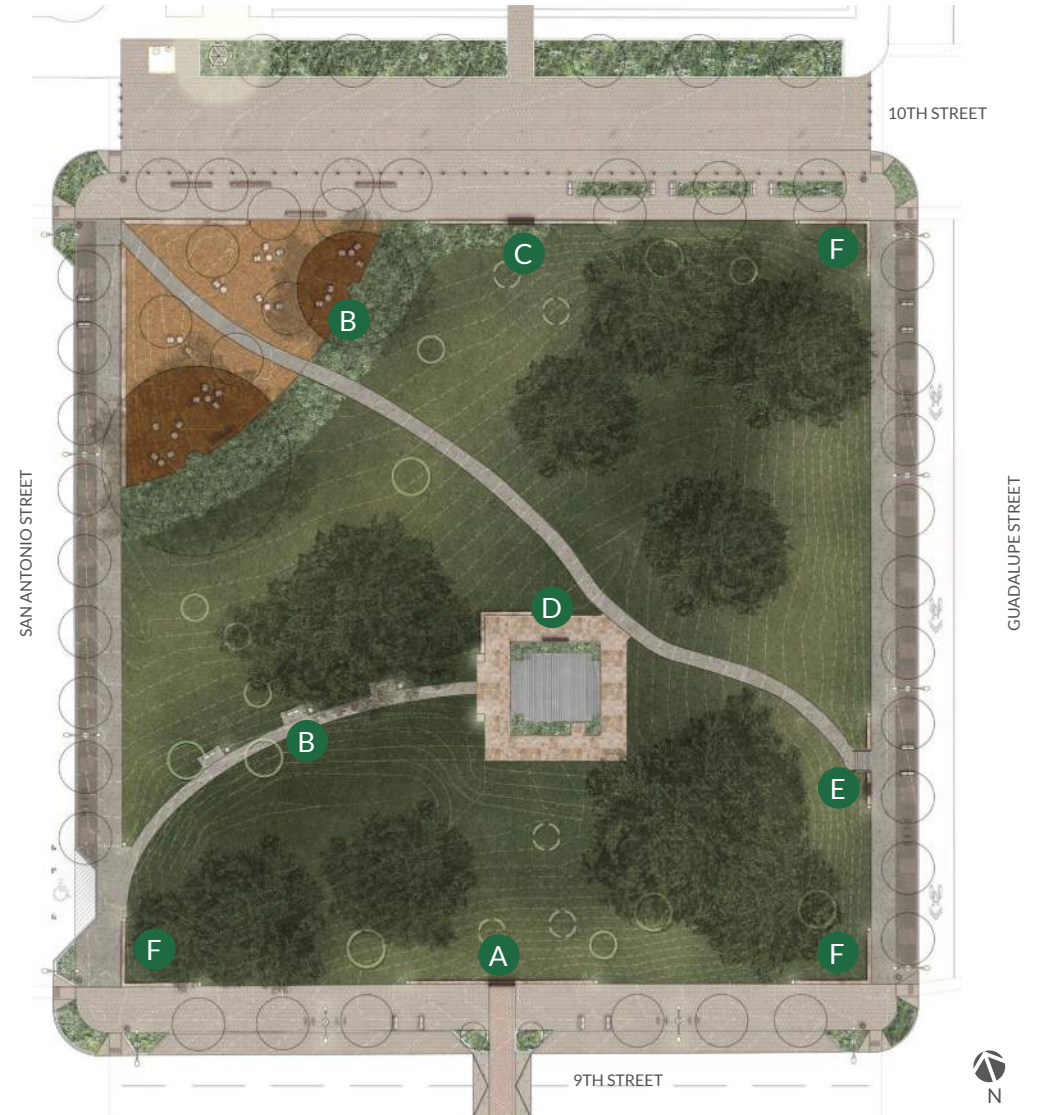 10TH STREET
C
F
B
SAN ANTONIO STREET
GUADALUPE STREET
D
B
E
F
A
F
9TH STREET
N